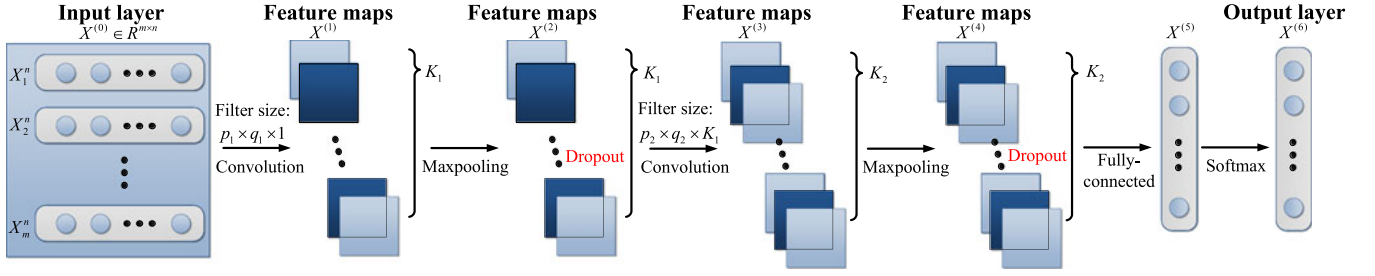 Input layer
Feature maps
Feature maps
Feature maps
Feature maps
Output layer
X^{(0)} ∈ R^{m×n}
X^{(1)}
X^{(2)}
X^{(3)}
X^{(4)}
X^{(5)}
X^{(6)}
X_1^n
X_2^n
X_m^n
Filter size:
p_1 × q_1 × 1
Convolution
K_1
Maxpooling
Dropout
K_1
Filter size:
p_2 × q_2 × K_1
Convolution
K_2
Maxpooling
Dropout
K_2
Fully-
connected
Softmax